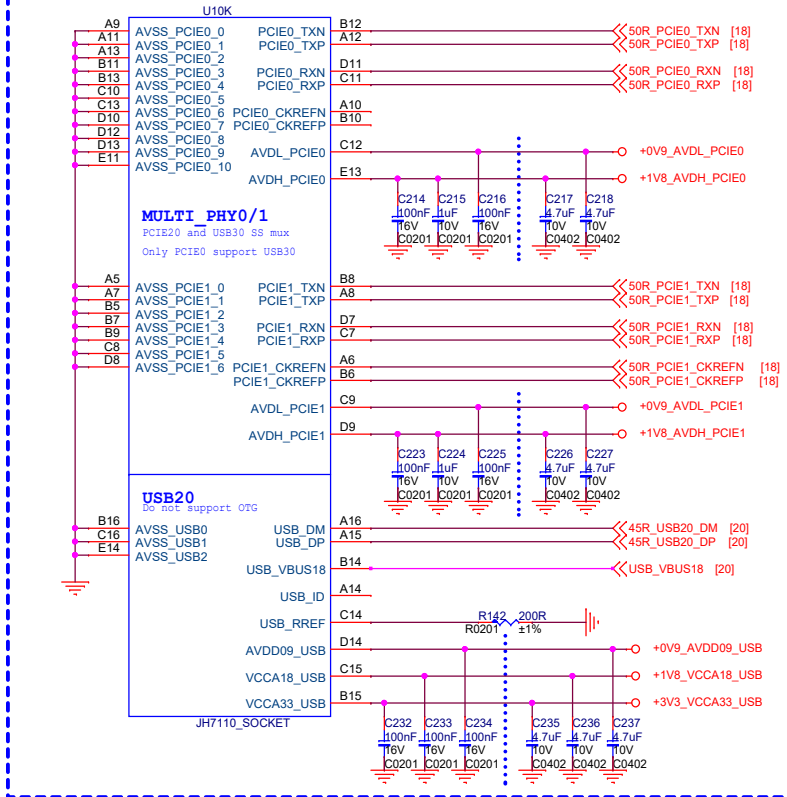 U10K
A9 AVSS_PCIE0_0
A11 AVSS_PCIE0_1
A13 AVSS_PCIE0_2
B11 AVSS_PCIE0_3
B13 AVSS_PCIE0_4
C10 AVSS_PCIE0_5
C13 AVSS_PCIE0_6
D10 AVSS_PCIE0_7
D12 AVSS_PCIE0_8
D13 AVSS_PCIE0_9
E11 AVSS_PCIE0_10
PCIE0_TXN B12 50R_PCIE0_TXN [18]
PCIE0_TXP A12 50R_PCIE0_TXP [18]
PCIE0_RXN D11 50R_PCIE0_RXN [18]
PCIE0_RXP C11 50R_PCIE0_RXP [18]
PCIE0_CKREFN A10
PCIE0_CKREFP B10
AVDL_PCIE0 C12 +0V9_AVDL_PCIE0
AVDH_PCIE0 E13 +1V8_AVDH_PCIE0
C214 C215 C216 C217 C218
100nF 1uF 100nF 4.7uF 4.7uF
16V 10V 16V 10V 10V
C0201 C0201 C0201 C0402 C0402
MULTI_PHY0/1
PCIE20 and USB30 SS mux
Only PCIE0 support USB30
A5 AVSS_PCIE1_0
A7 AVSS_PCIE1_1
B5 AVSS_PCIE1_2
B7 AVSS_PCIE1_3
B9 AVSS_PCIE1_4
C8 AVSS_PCIE1_5
D8 AVSS_PCIE1_6
PCIE1_TXN B8 50R_PCIE1_TXN [18]
PCIE1_TXP A8 50R_PCIE1_TXP [18]
PCIE1_RXN D7 50R_PCIE1_RXN [18]
PCIE1_RXP C7 50R_PCIE1_RXP [18]
PCIE1_CKREFN A6 50R_PCIE1_CKREFN [18]
PCIE1_CKREFP B6 50R_PCIE1_CKREFP [18]
AVDL_PCIE1 C9 +0V9_AVDL_PCIE1
AVDH_PCIE1 D9 +1V8_AVDH_PCIE1
C223 C224 C225 C226 C227
100nF 1uF 100nF 4.7uF 4.7uF
16V 10V 16V 10V 10V
C0201 C0201 C0201 C0402 C0402
USB20
Do not support OTG
B16 AVSS_USB0
C16 AVSS_USB1
E14 AVSS_USB2
USB_DM A16 45R_USB20_DM [20]
USB_DP A15 45R_USB20_DP [20]
USB_VBUS18 B14 USB_VBUS18 [20]
USB_ID A14
USB_RREF C14 R142 200R
R0201 ±1%
AVDD09_USB D14 +0V9_AVDD09_USB
VCCA18_USB C15 +1V8_VCCA18_USB
VCCA33_USB B15 +3V3_VCCA33_USB
JH7110_SOCKET
C232 C233 C234 C235 C236 C237
100nF 100nF 100nF 4.7uF 4.7uF 4.7uF
16V 16V 16V 10V 10V 10V
C0201 C0201 C0201 C0402 C0402 C0402